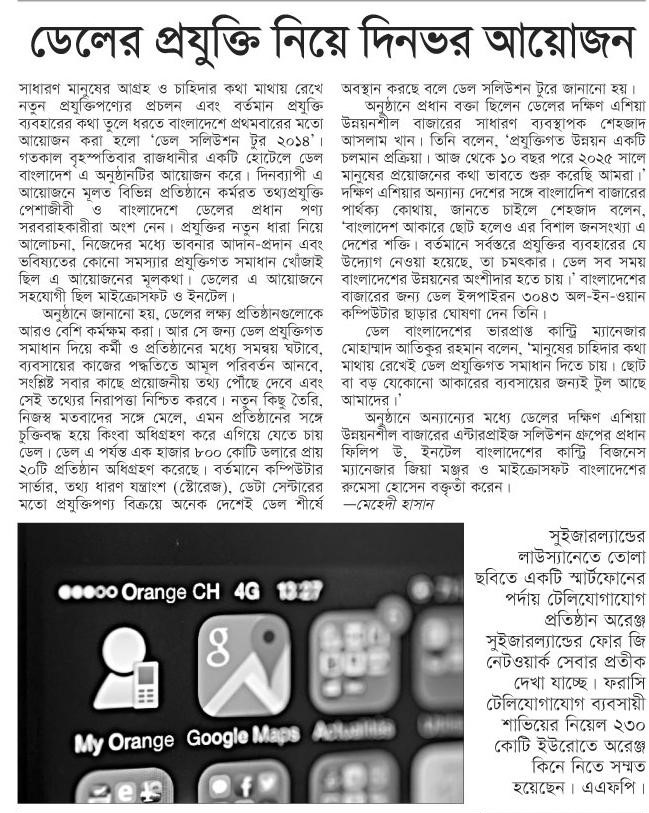 ডেলের প্রযুক্তি নিয়ে দিনভর আয়োজন
সাধারণ মানুষের আগ্রহ ও চাহিদার কথা মাথায় রেখে
নতুন প্রযুক্তিপণ্যের প্রচলন এবং বর্তমান প্রযুক্তি
ব্যবহারের কথা তুলে ধরতে বাংলাদেশে প্রথমবারের মতো
আয়োজন করা হলো ‘ডেল সলিউশন টুর ২০১৪’।
গতকাল বৃহস্পতিবার রাজধানীর একটি হোটেলে ডেল
বাংলাদেশ এ অনুষ্ঠানটির আয়োজন করে। দিনব্যাপী এ
আয়োজনে মূলত বিভিন্ন প্রতিষ্ঠানে কর্মরত তথ্যপ্রযুক্তি
পেশাজীবী ও বাংলাদেশে ডেলের প্রধান পণ্য
সরবরাহকারীরা অংশ নেন। প্রযুক্তির নতুন ধারা নিয়ে
আলোচনা, নিজেদের মধ্যে ভাবনার আদান-প্রদান এবং
ভবিষ্যতের কোনো সমস্যার প্রযুক্তিগত সমাধান খোঁজাই
ছিল এ আয়োজনের মূলকথা। ডেলের এ আয়োজনে
সহযোগী ছিল মাইক্রোসফট ও ইনটেল।
অনুষ্ঠানে জানানো হয়, ডেলের লক্ষ্য প্রতিষ্ঠানগুলোকে
আরও বেশি কর্মক্ষম করা। আর সে জন্য ডেল প্রযুক্তিগত
সমাধান দিয়ে কর্মী ও প্রতিষ্ঠানের মধ্যে সমন্বয় ঘটাবে,
ব্যবসায়ের কাজের পদ্ধতিতে আমূল পরিবর্তন আনবে,
সংশ্লিষ্ট সবার কাছে প্রয়োজনীয় তথ্য পৌঁছে দেবে এবং
সেই তথ্যের নিরাপত্তা নিশ্চিত করবে। নতুন কিছু তৈরি,
নিজস্ব মতবাদের সঙ্গে মেলে, এমন প্রতিষ্ঠানের সঙ্গে
চুক্তিবদ্ধ হয়ে কিংবা অধিগ্রহণ করে এগিয়ে যেতে চায়
ডেল। ডেল এ পর্যন্ত এক হাজার ৮০০ কোটি ডলারে প্রায়
২০টি প্রতিষ্ঠান অধিগ্রহণ করেছে। বর্তমানে কম্পিউটার
সার্ভার, তথ্য ধারণ যন্ত্রাংশ (স্টোরেজ), ডেটা সেন্টারের
মতো প্রযুক্তিপণ্য বিক্রয়ে অনেক দেশেই ডেল শীর্ষে
অবস্থান করছে বলে ডেল সলিউশন টুরে জানানো হয়।
অনুষ্ঠানে প্রধান বক্তা ছিলেন ডেলের দক্ষিণ এশিয়া
উন্নয়নশীল বাজারের সাধারণ ব্যবস্থাপক শেহজাদ
আসলাম খান। তিনি বলেন, ‘প্রযুক্তিগত উন্নয়ন একটি
চলমান প্রক্রিয়া। আজ থেকে ১০ বছর পরে ২০২৫ সালে
মানুষের প্রয়োজনের কথা ভাবতে শুরু করেছি আমরা।’
দক্ষিণ এশিয়ার অন্যান্য দেশের সঙ্গে বাংলাদেশি বাজারের
পার্থক্য কোথায়, জানতে চাইলে শেহজাদ বলেন,
‘বাংলাদেশ আকারে ছোট হলেও এর বিশাল জনসংখ্যা এ
দেশের শক্তি। বর্তমানে সর্বস্তরে প্রযুক্তির ব্যবহারের যে
উদ্যোগ নেওয়া হয়েছে, তা চমৎকার। ডেল সব সময়
বাংলাদেশের উন্নয়নের অংশীদার হতে চায়।’ বাংলাদেশের
বাজারের জন্য ডেল ইন্সপাইরন ৩০৪৩ অল-ইন-ওয়ান
কম্পিউটার ছাড়ার ঘোষণা দেন তিনি।
ডেল বাংলাদেশের ভারপ্রাপ্ত কান্ট্রি ম্যানেজার
মোহাম্মাদ আতিকুর রহমান বলেন, ‘মানুষের চাহিদার কথা
মাথায় রেখেই ডেল প্রযুক্তিগত সমাধান দিতে চায়। ছোট
বা বড় যেকোনো আকারের ব্যবসায়ের জন্যই টুল আছে
আমাদের।’
অনুষ্ঠানে অন্যান্যের মধ্যে ডেলের দক্ষিণ এশিয়া
উন্নয়নশীল বাজারের এন্টারপ্রাইজ সলিউশন গ্রুপের প্রধান
ফিলিপ উ, ইনটেল বাংলাদেশের কান্ট্রি বিজনেস
ম্যানেজার জিয়া মঞ্জুর ও মাইক্রোসফট বাংলাদেশের
রুমেসা হোসেন বক্তৃতা করেন।
—মেহেদী হাসান
Orange CH 4G 13:27
g
My Orange Google Maps Actualités
সুইজারল্যান্ডের
লাউস্যানেতে তোলা
ছবিতে একটি স্মার্টফোনের
পর্দায় টেলিযোগাযোগ
প্রতিষ্ঠান অরেঞ্জ
সুইজারল্যান্ডের ফোর জি
নেটওয়ার্ক সেবার প্রতীক
দেখা যাচ্ছে। ফরাসি
টেলিযোগাযোগ ব্যবসায়ী
শাভিয়ের নিয়েল ২৩০
কোটি ইউরোতে অরেঞ্জ
কিনে নিতে সম্মত
হয়েছেন। এএফপি।